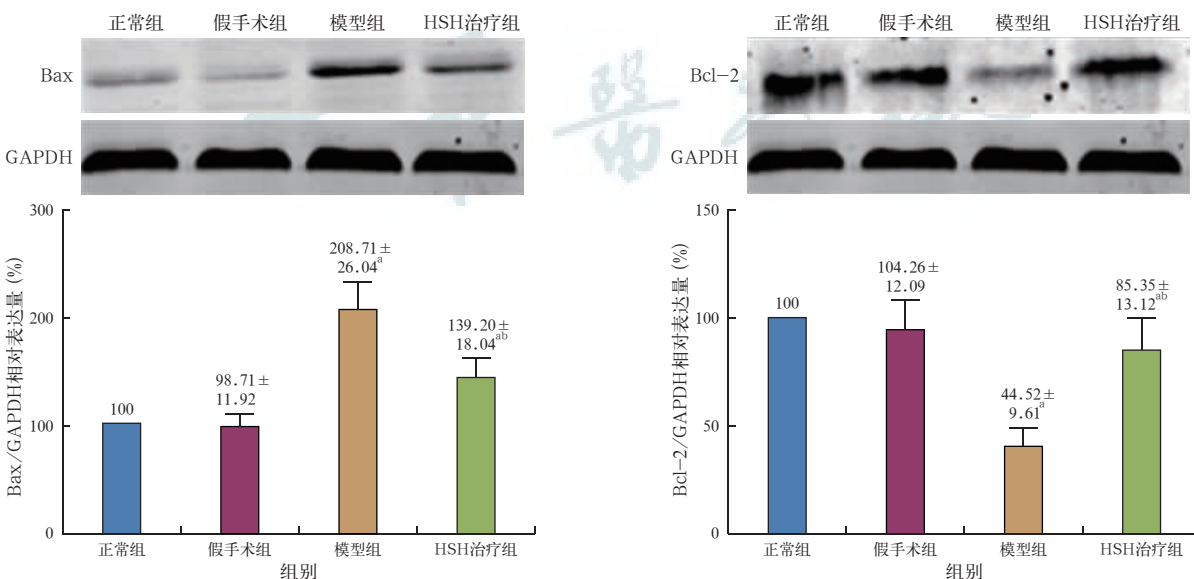 正常组 假手术组 模型组 HSH治疗组
Bax
GAPDH
300
200
100
0
Bax/GAPDH相对表达量 (%)
100
98.71±
11.92
208.71±
26.04a
139.20±
18.04ab
正常组 假手术组 模型组 HSH治疗组
组别
正常组 假手术组 模型组 HSH治疗组
Bcl-2
GAPDH
150
100
50
0
Bcl-2/GAPDH相对表达量 (%)
100
104.26±
12.09
44.52±
9.61a
85.35±
13.12ab
正常组 假手术组 模型组 HSH治疗组
组别